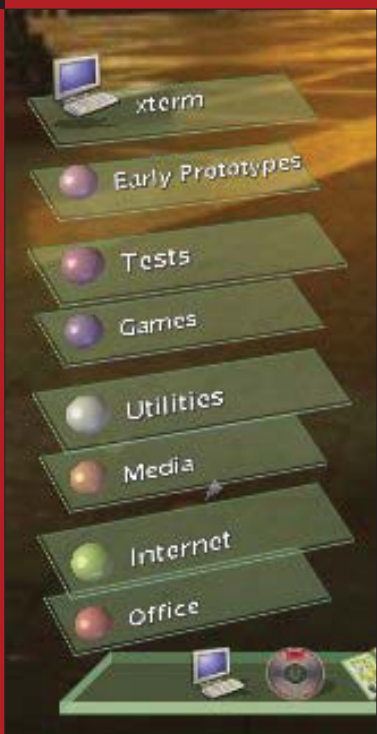 xterm
Early Prototypes
Tests
Games
Utilities
Media
Internet
Office